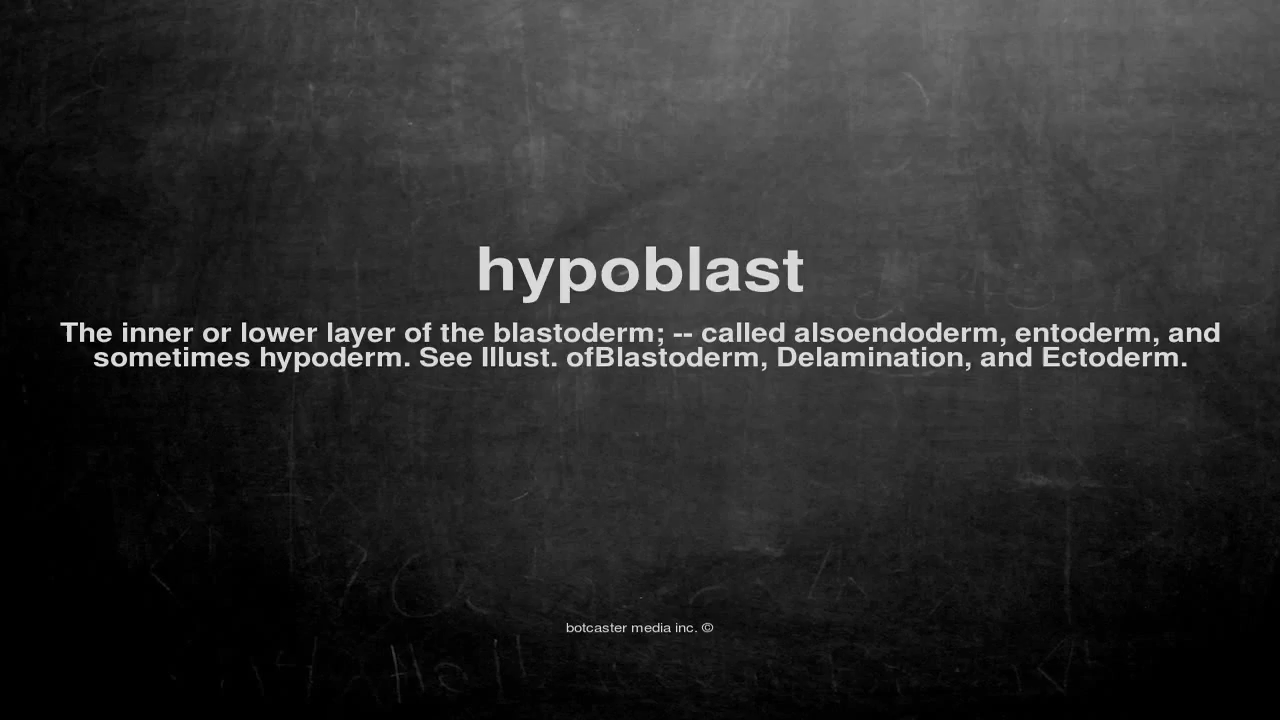 hypoblast
The inner or lower layer of the blastoderm; -- called alsoendoderm, entoderm, and
sometimes hypoderm. See Illust. ofBlastoderm, Delamination, and Ectoderm.
botcaster media inc. ©